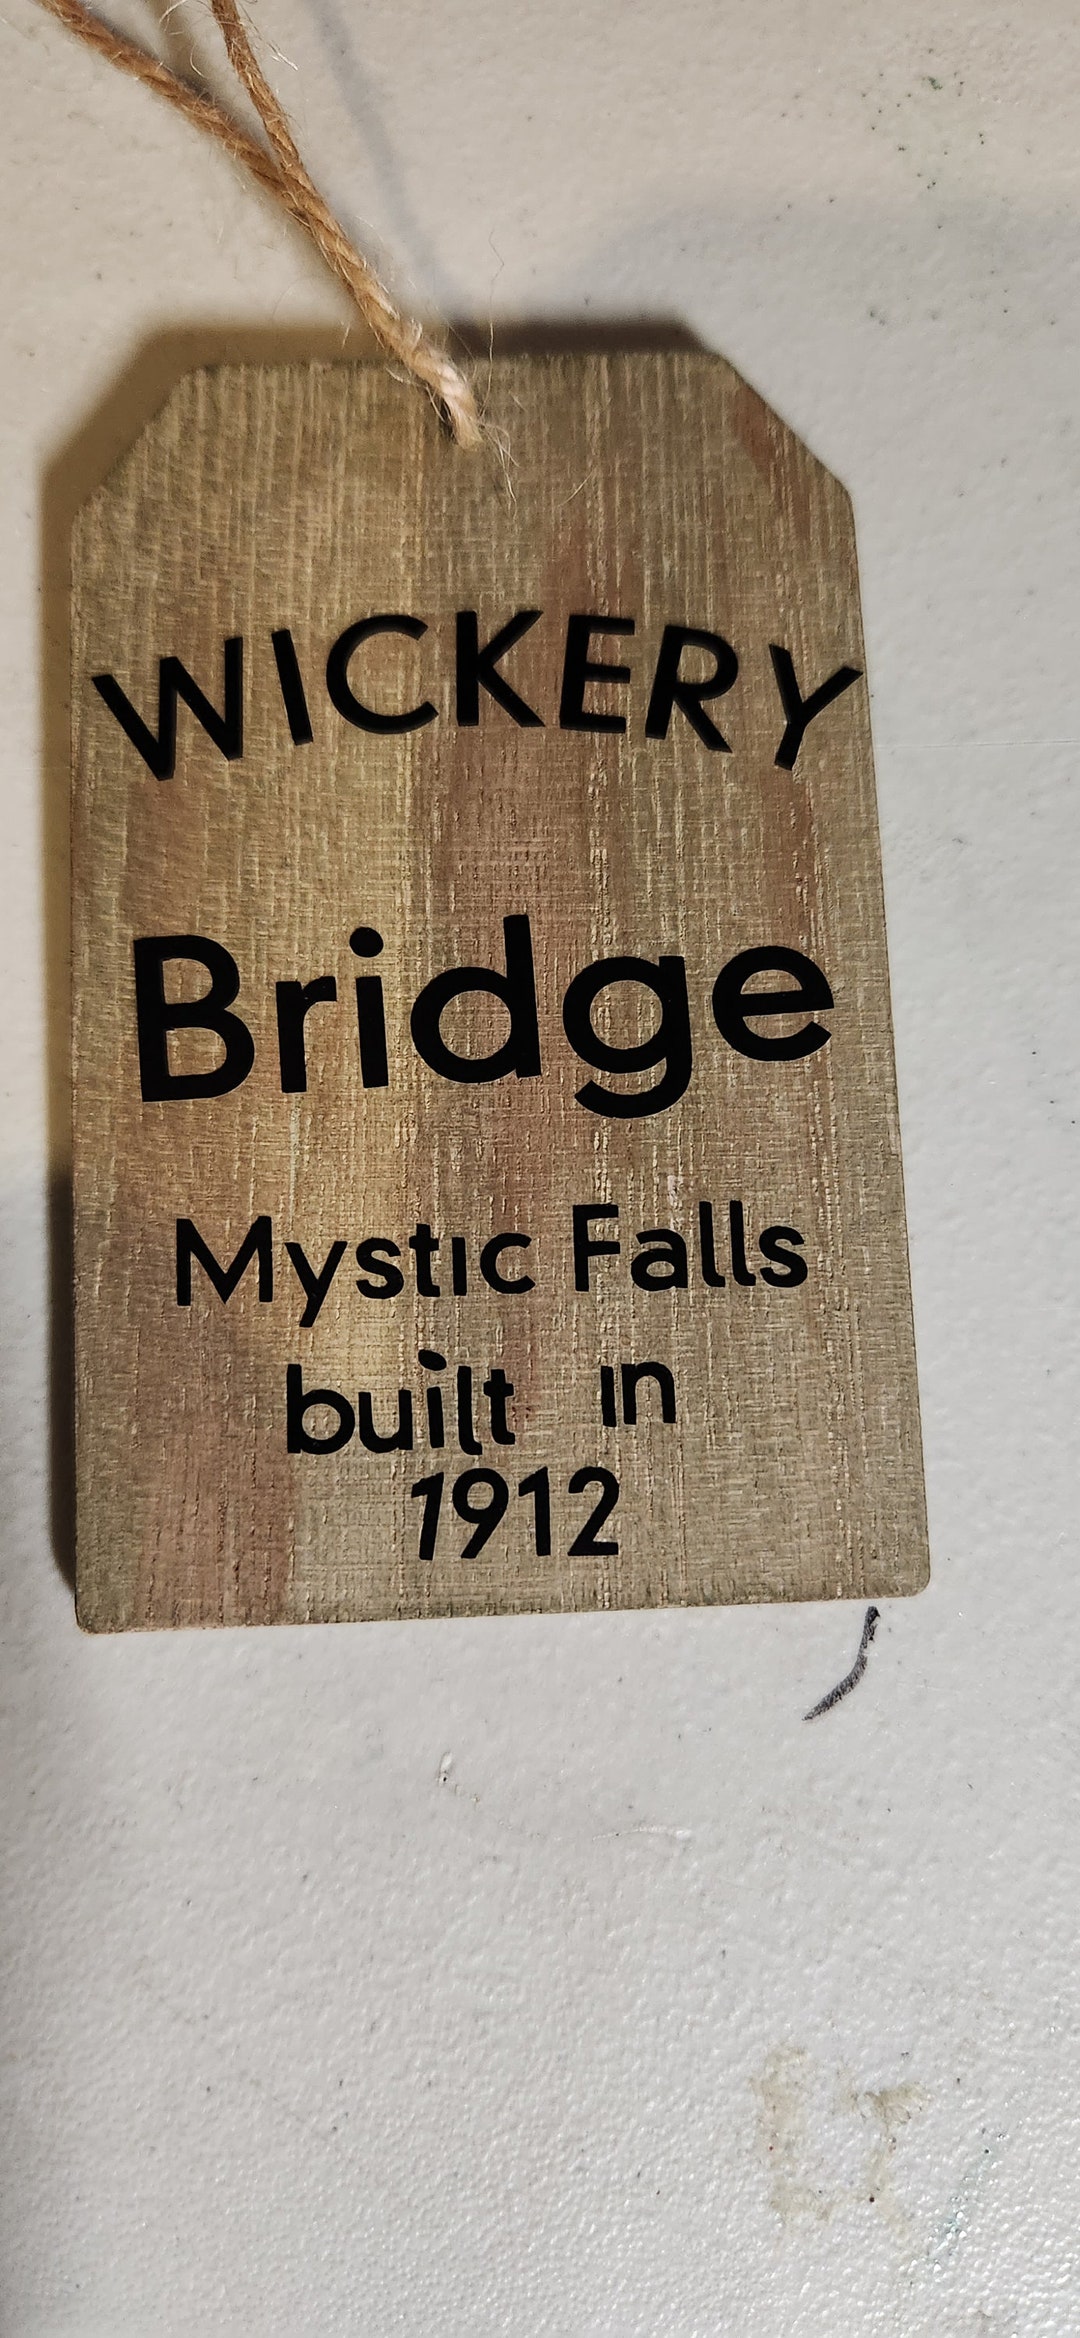 WICKERY
Bridge
Mystic Falls
built in
1912